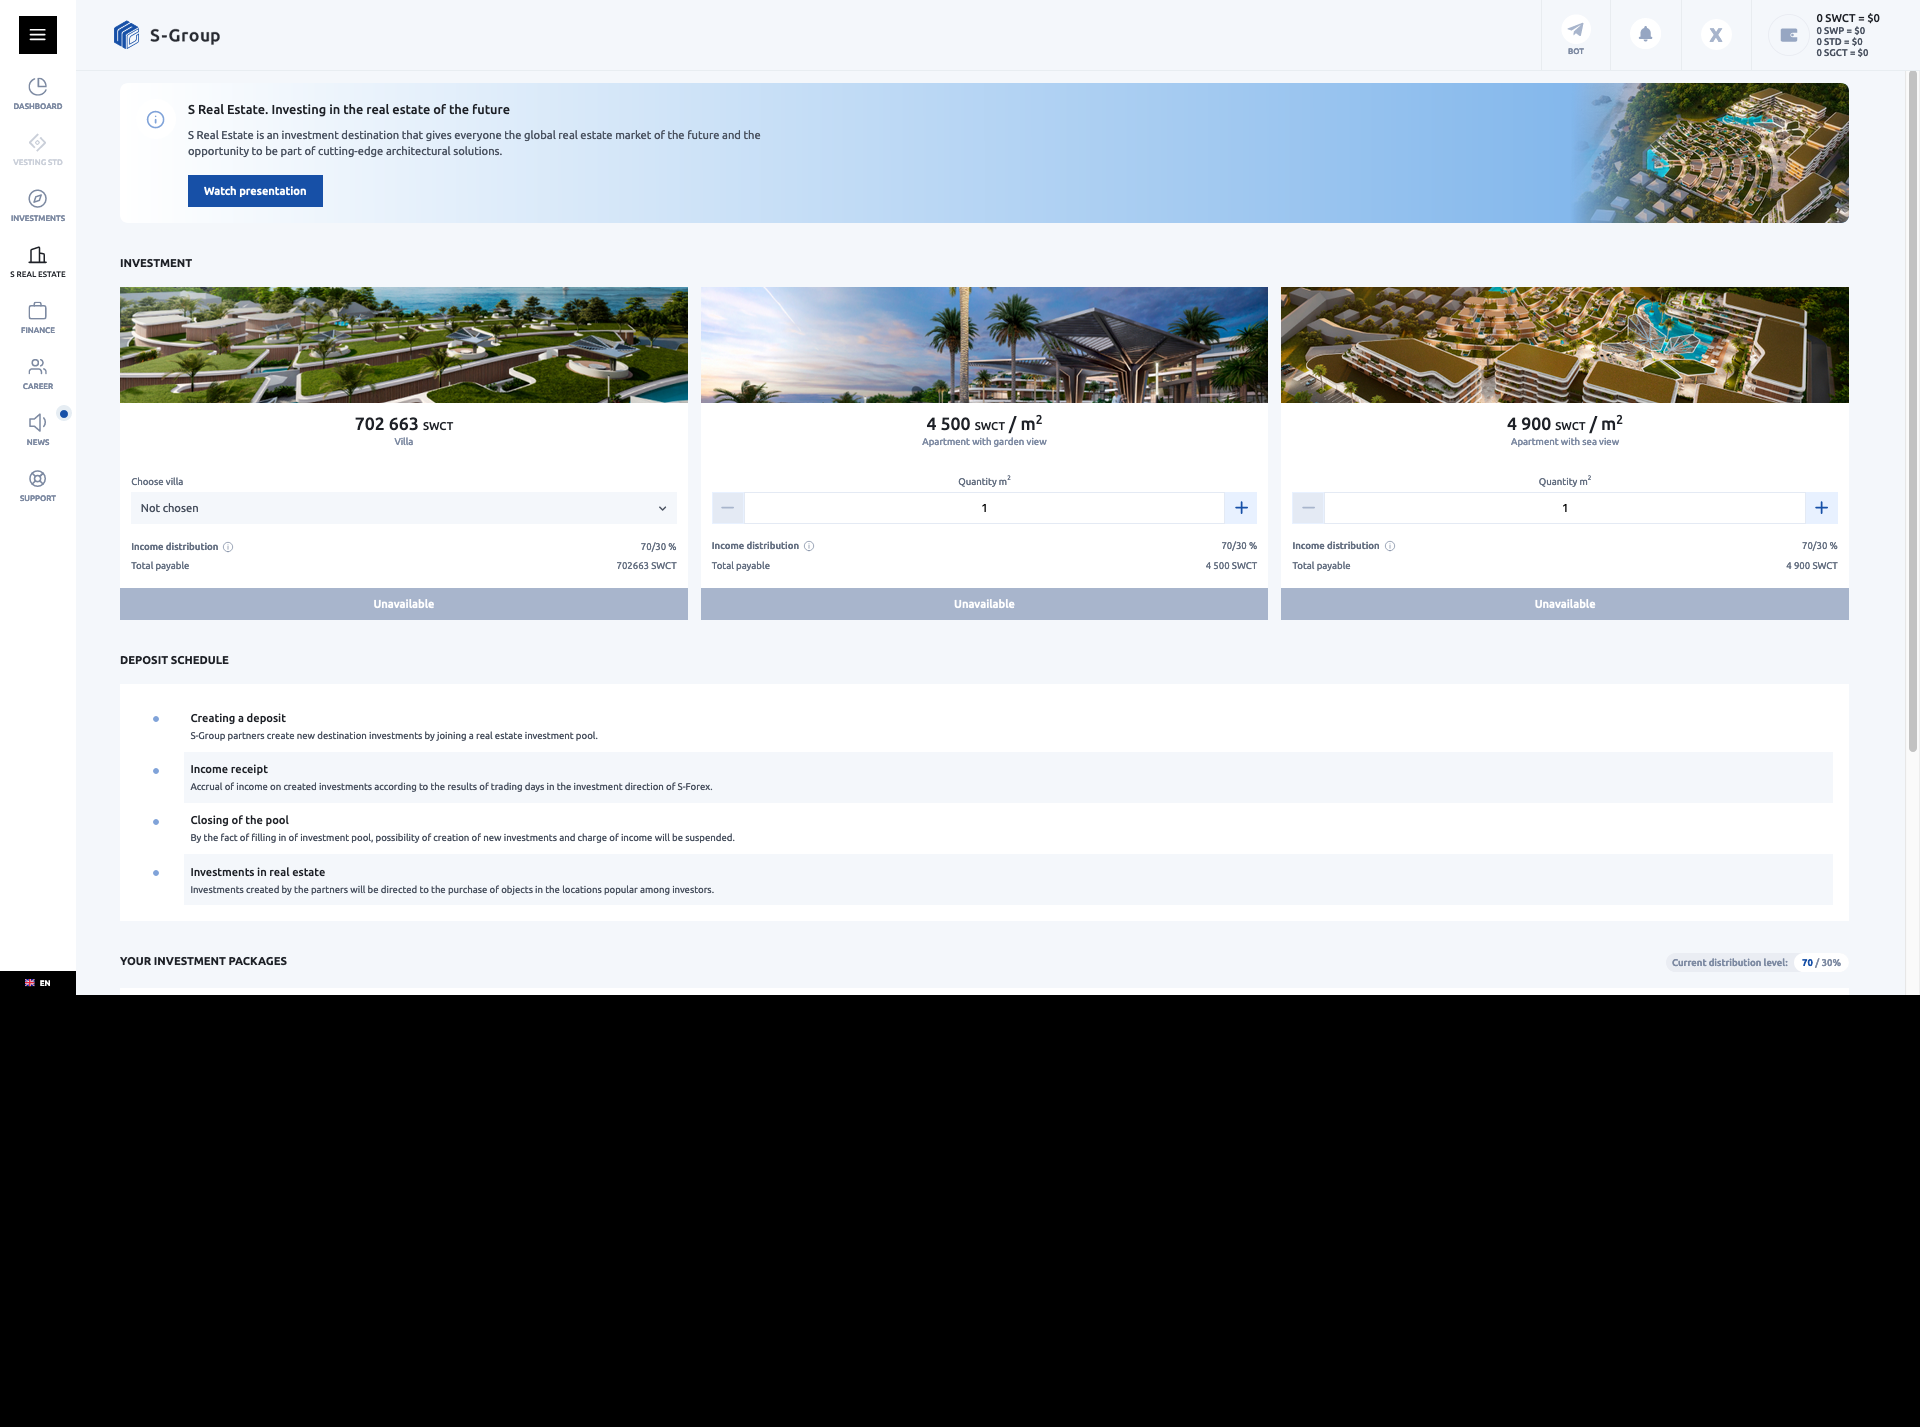 S-Group
BOT
X
0 SWCT = $0
0 SWP = $0
0 STD = $0
0 SGCT = $0
DASHBOARD
VESTING STD
INVESTMENTS
S REAL ESTATE
FINANCE
CAREER
NEWS
SUPPORT
EN
S Real Estate. Investing in the real estate of the future
S Real Estate is an investment destination that gives everyone the global real estate market of the future and the
opportunity to be part of cutting-edge architectural solutions.
Watch presentation
INVESTMENT
702 663 SWCT
Villa
Choose villa
Not chosen
Income distribution
70/30 %
Total payable
702663 SWCT
Unavailable
4 500 SWCT / m²
Apartment with garden view
Quantity m²
1
Income distribution
70/30 %
Total payable
4 500 SWCT
Unavailable
4 900 SWCT / m²
Apartment with sea view
Quantity m²
1
Income distribution
70/30 %
Total payable
4 900 SWCT
Unavailable
DEPOSIT SCHEDULE
Creating a deposit
S-Group partners create new destination investments by joining a real estate investment pool.
Income receipt
Accrual of income on created investments according to the results of trading days in the investment direction of S-Forex.
Closing of the pool
By the fact of filling in of investment pool, possibility of creation of new investments and charge of income will be suspended.
Investments in real estate
Investments created by the partners will be directed to the purchase of objects in the locations popular among investors.
YOUR INVESTMENT PACKAGES
Current distribution level: 70 / 30%